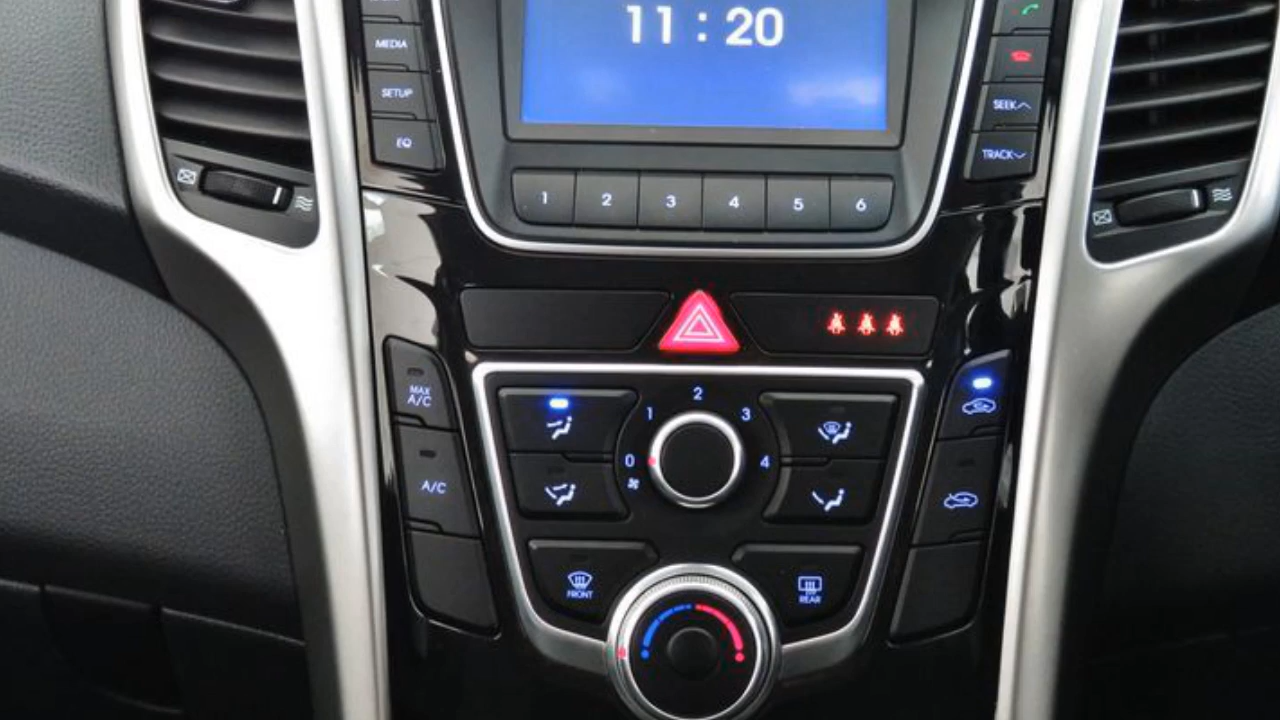 11:20
MEDIA
SETUP
EQ
SEEK
TRACK
1 2 3 4 5 6
MAX
A/C
A/C
0 1 2 3 4
FRONT
REAR